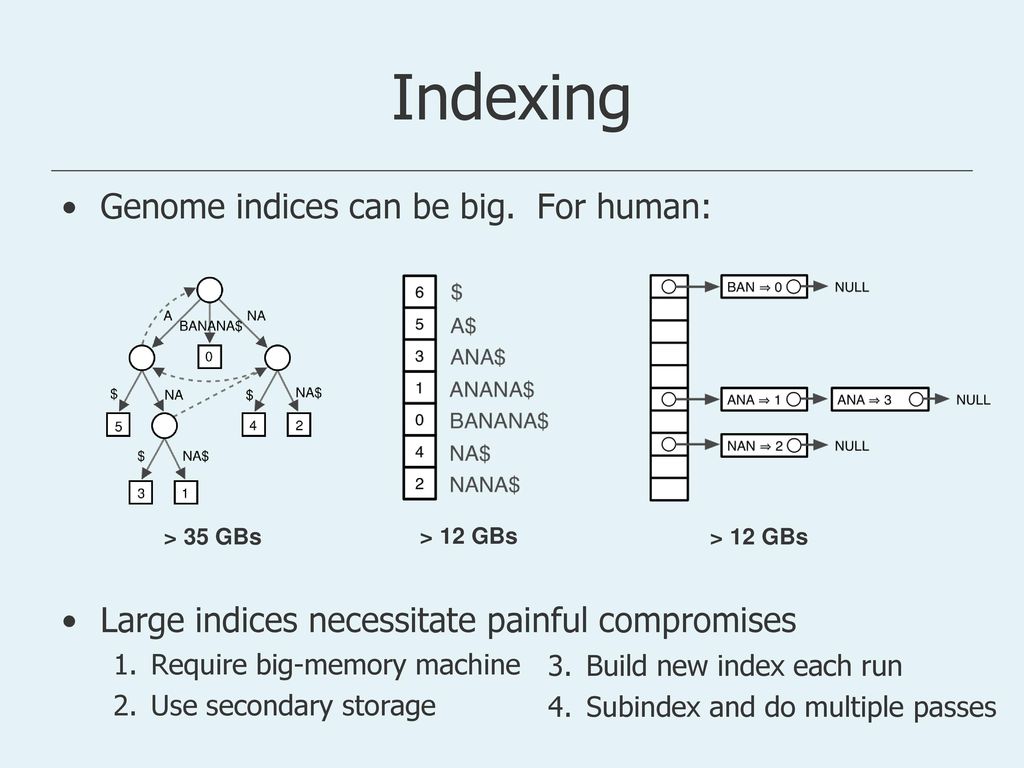 Indexing
• Genome indices can be big.  For human:
A
BANANA$
NA
0
$
NA
$
NA$
5
4
2
$
NA$
3
1
> 35 GBs
6 $
5 A$
3 ANA$
1 ANANA$
0 BANANA$
4 NA$
2 NANA$
> 12 GBs
BAN ⇒ 0 NULL
ANA ⇒ 1 ANA ⇒ 3 NULL
NAN ⇒ 2 NULL
> 12 GBs
• Large indices necessitate painful compromises
1. Require big-memory machine
2. Use secondary storage
3. Build new index each run
4. Subindex and do multiple passes